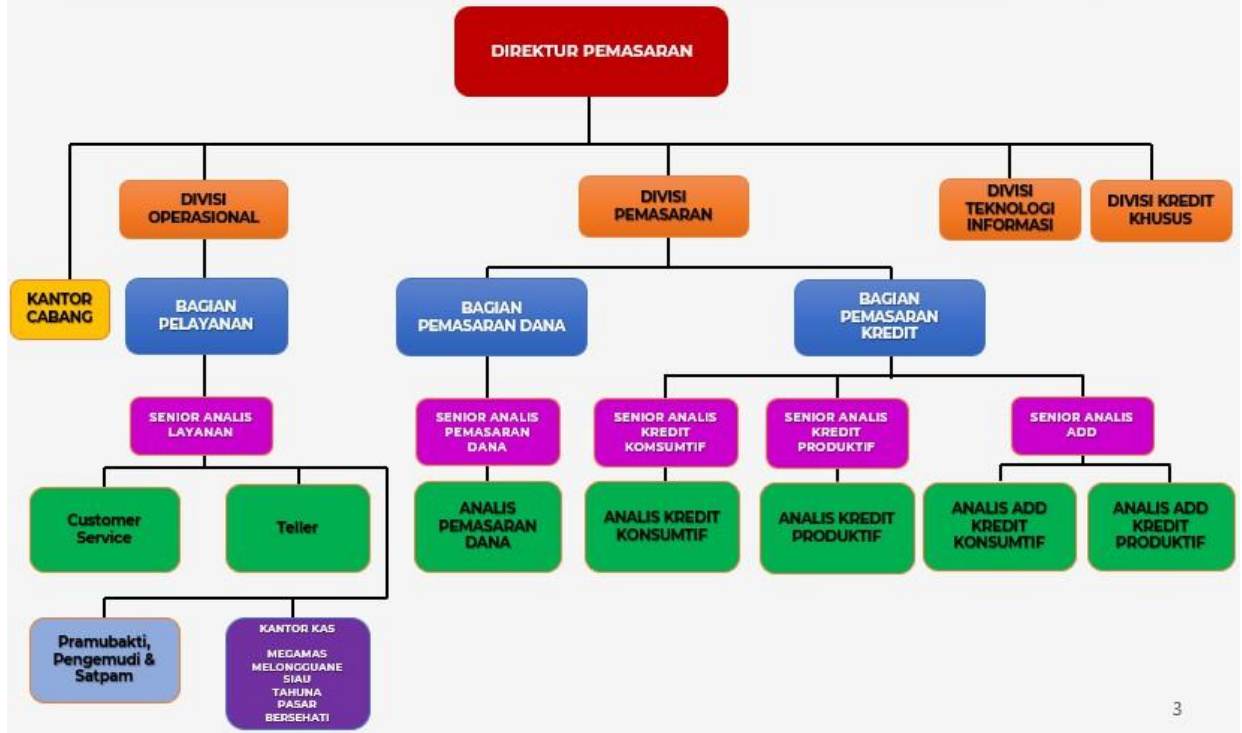 DIREKTUR PEMASARAN
DIVISI
OPERASIONAL
DIVISI
PEMASARAN
DIVISI
TEKNOLOGI
INFORMASI
DIVISI KREDIT
KHUSUS
KANTOR
CABANG
BAGIAN
PELAYANAN
BAGIAN
PEMASARAN DANA
BAGIAN
PEMASARAN
KREDIT
SENIOR ANALIS
LAYANAN
SENIOR ANALIS
PEMASARAN
DANA
SENIOR ANALIS
KREDIT
KOMSUMTIF
SENIOR ANALIS
KREDIT
PRODUKTIF
SENIOR ANALIS
ADD
Customer
Service
Teller
ANALIS
PEMASARAN
DANA
ANALIS KREDIT
KONSUMTIF
ANALIS KREDIT
PRODUKTIF
ANALIS ADD
KREDIT
KONSUMTIF
ANALIS ADD
KREDIT
PRODUKTIF
Pramubakti,
Pengemudi &
Satpam
KANTOR KAS
MEGAMAS
MELONGGUANE
SIAU
TAHUNA
PASAR
BERSEHATI
3